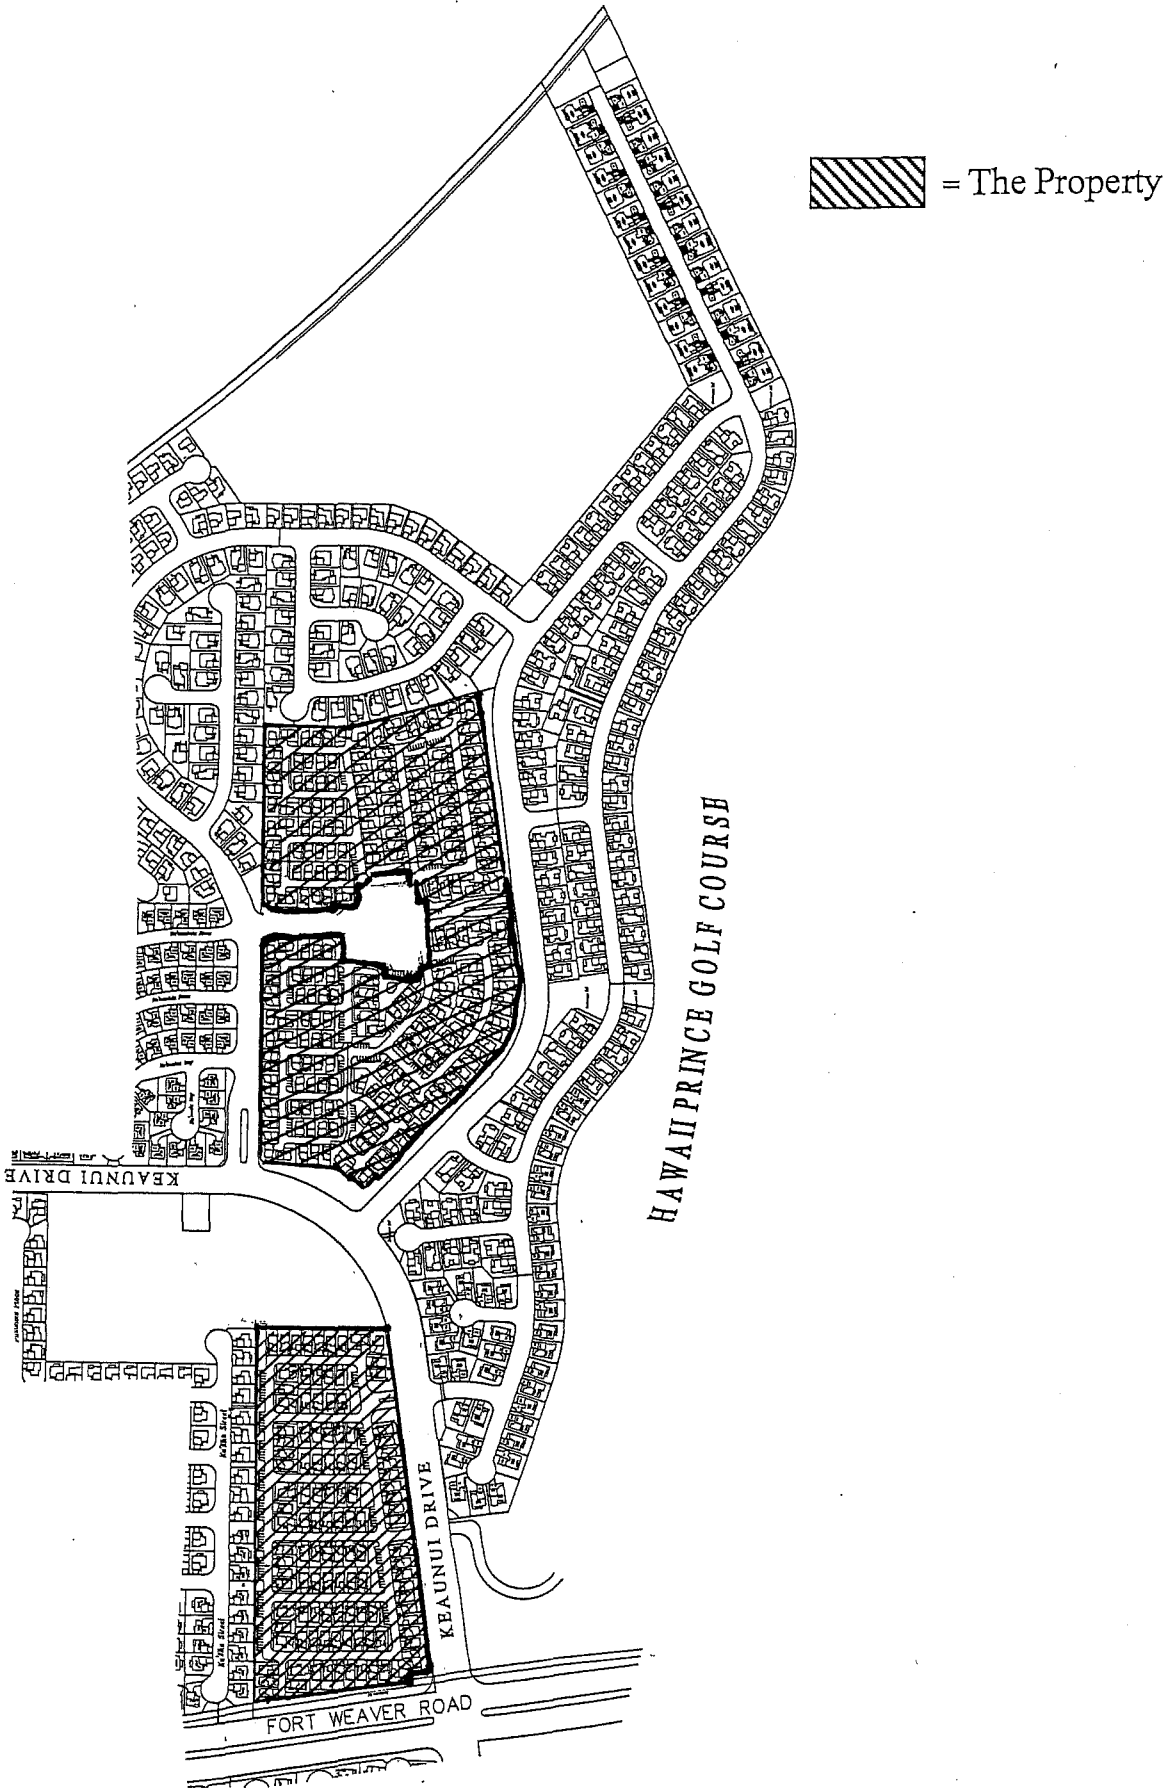 = The Property
HAWAII PRINCE GOLF COURSE
KEAUNUI DRIVE
KEAUNUI DRIVE
FORT WEAVER ROAD